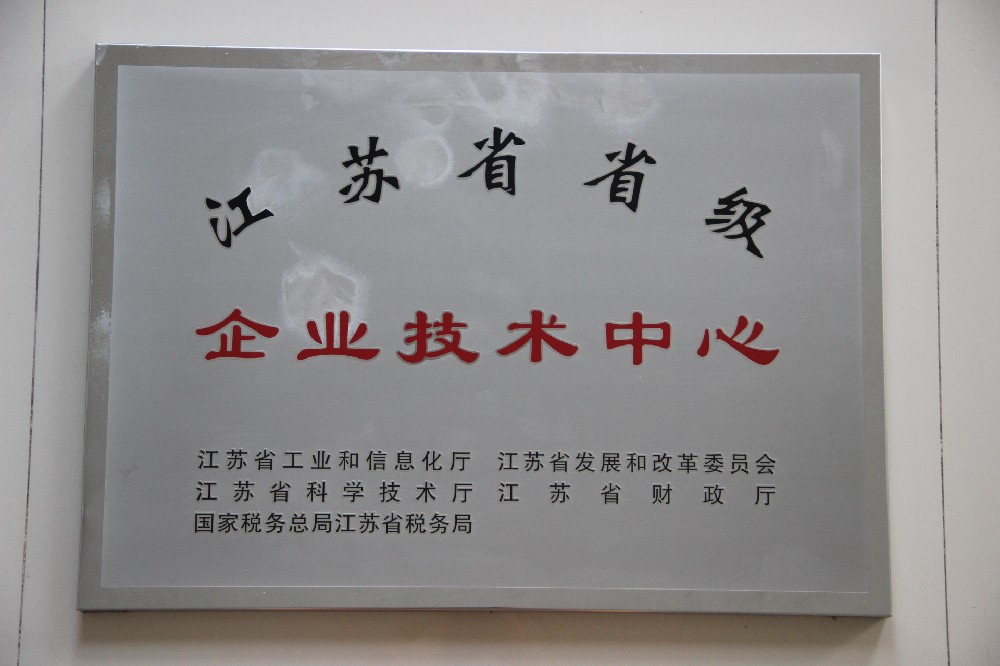 江苏省省级
企业技术中心
江苏省工业和信息化厅 江苏省发展和改革委员会
江苏省科学技术厅 江苏省财政厅
国家税务总局江苏省税务局